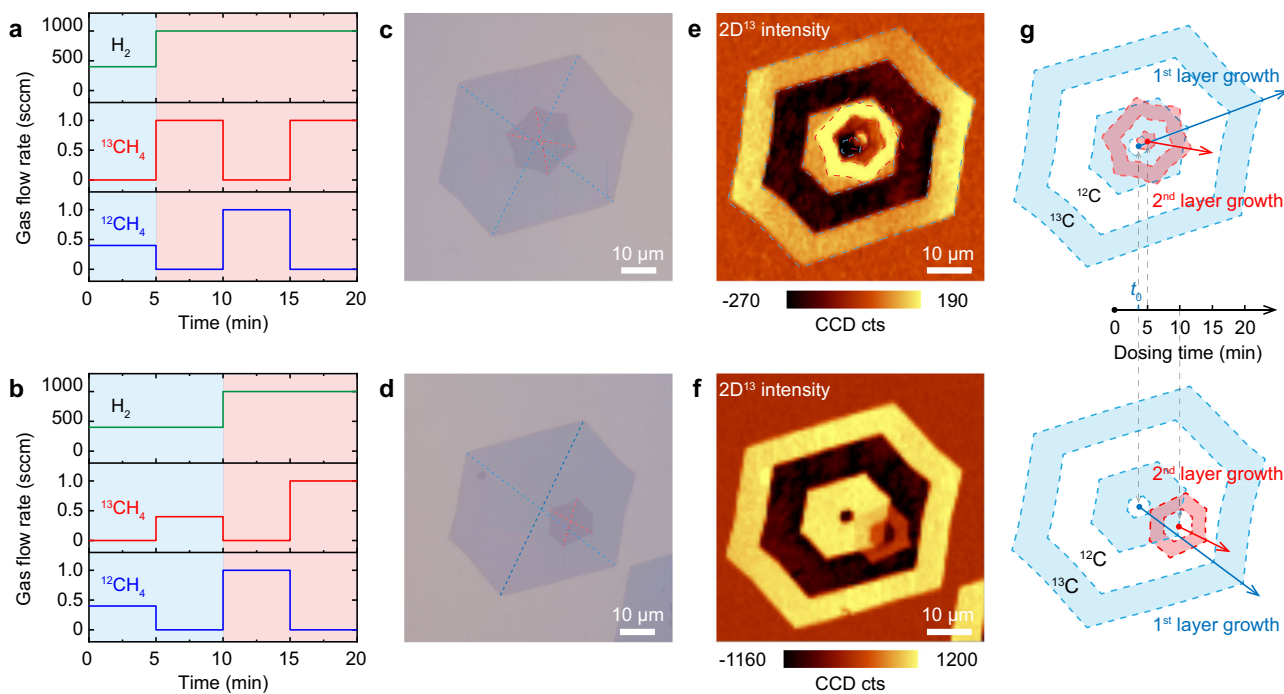 a
1000
500
0
H₂
1.0
0.5
0
¹³CH₄
1.0
0.5
0
¹²CH₄
Gas flow rate (sccm)
0 5 10 15 20
Time (min)
b
1000
500
0
H₂
1.0
0.5
0
¹³CH₄
1.0
0.5
0
¹²CH₄
Gas flow rate (sccm)
0 5 10 15 20
Time (min)
c
10 µm
d
10 µm
e
2D¹³ intensity
10 µm
-270 190
CCD cts
f
2D¹³ intensity
10 µm
-1160 1200
CCD cts
g
1ˢᵗ layer growth
¹²C
2ⁿᵈ layer growth
¹³C
t₀
0 5 10 15 20
Dosing time (min)
2ⁿᵈ layer growth
¹²C
¹³C
1ˢᵗ layer growth